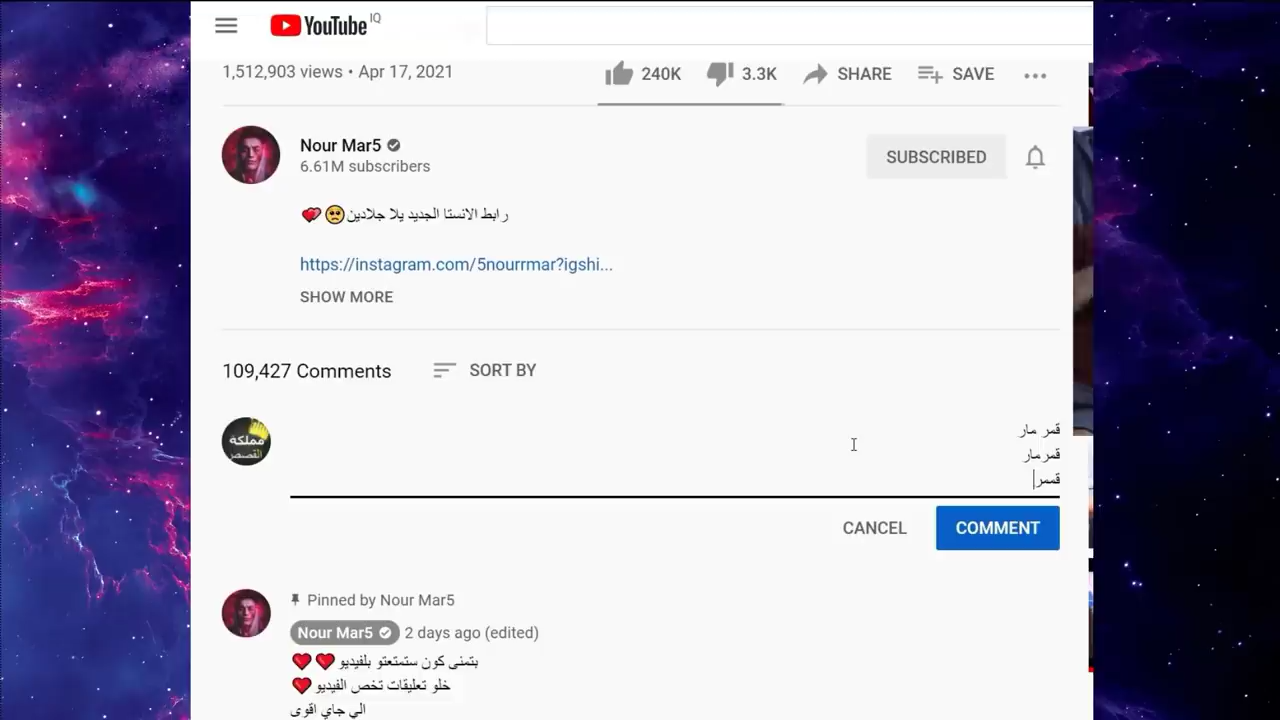 YouTube IQ
1,512,903 views • Apr 17, 2021
240K
3.3K
SHARE
SAVE
Nour Mar5
6.61M subscribers
SUBSCRIBED
رابط الانستا الجديد يلا جلادين🥺💕
https://instagram.com/5nourrmar?igshi...
SHOW MORE
109,427 Comments
SORT BY
مملكة
القصص
قمر مار
قمرمار
قسمر
CANCEL
COMMENT
Pinned by Nour Mar5
Nour Mar5
2 days ago (edited)
بتمنى كون ستمتعتو بلفيديو ❤️❤️
خلو تعليقات تخص الفيديو❤️
الي جاي اقوى